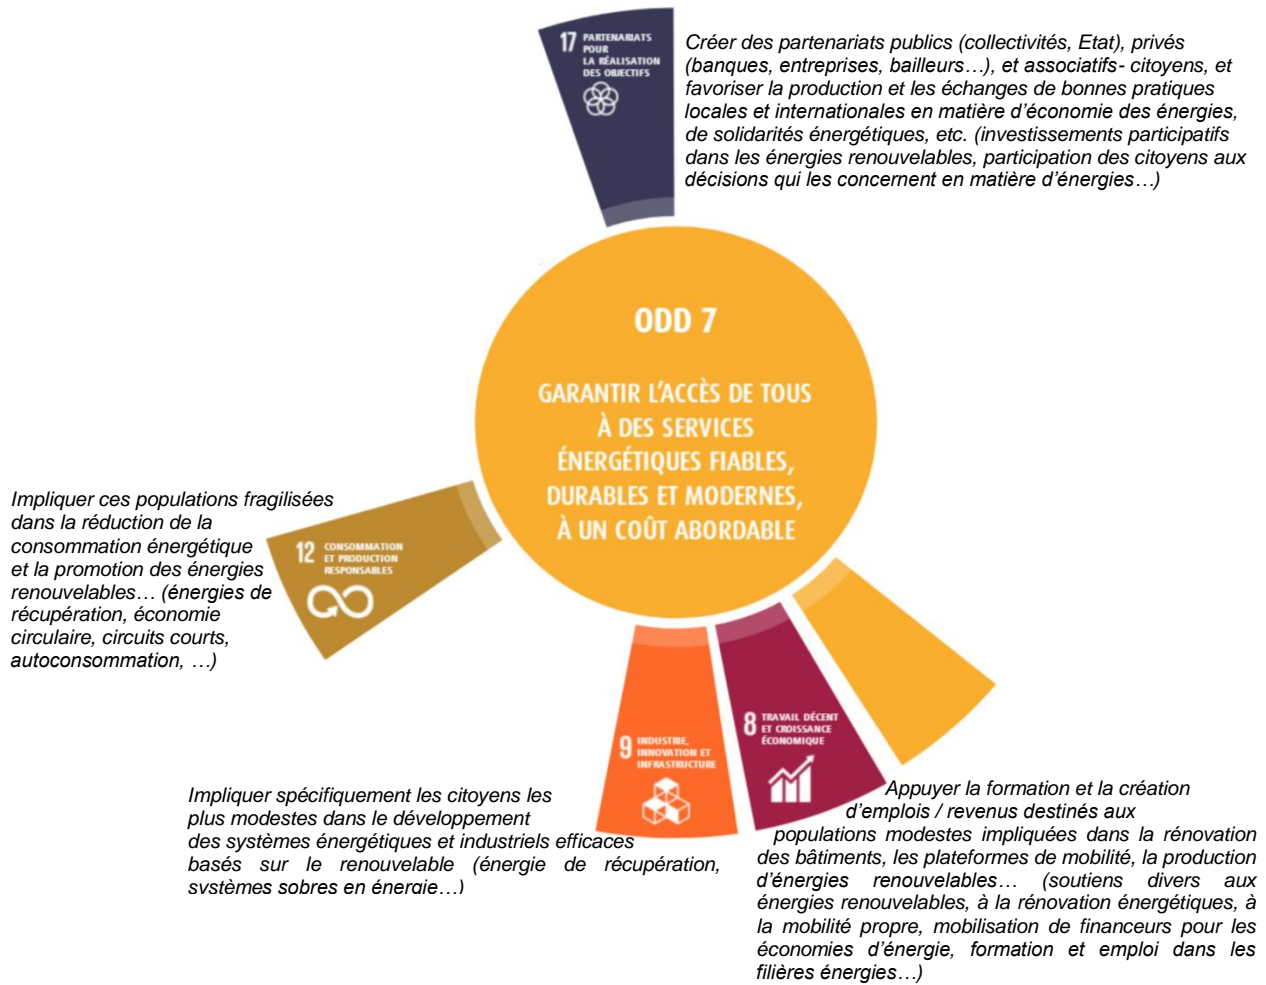 17 PARTENARIATS
POUR
LA RÉALISATION
DES OBJECTIFS
Créer des partenariats publics (collectivités, Etat), privés
(banques, entreprises, bailleurs…), et associatifs- citoyens, et
favoriser la production et les échanges de bonnes pratiques
locales et internationales en matière d’économie des énergies,
de solidarités énergétiques, etc. (investissements participatifs
dans les énergies renouvelables, participation des citoyens aux
décisions qui les concernent en matière d’énergies…)
ODD 7
GARANTIR L’ACCÈS DE TOUS
À DES SERVICES
ÉNERGÉTIQUES FIABLES,
DURABLES ET MODERNES,
À UN COÛT ABORDABLE
Impliquer ces populations fragilisées
dans la réduction de la
consommation énergétique
et la promotion des énergies
renouvelables… (énergies de
récupération, économie
circulaire, circuits courts,
autoconsommation, …)
12 CONSOMMATION
ET PRODUCTION
RESPONSABLES
9 INDUSTRIE,
INNOVATION ET
INFRASTRUCTURE
8 TRAVAIL DÉCENT
ET CROISSANCE
ÉCONOMIQUE
Impliquer spécifiquement les citoyens les
plus modestes dans le développement
des systèmes énergétiques et industriels efficaces
basés sur le renouvelable (énergie de récupération,
systèmes sobres en énergie…)
Appuyer la formation et la création
d’emplois / revenus destinés aux
populations modestes impliquées dans la rénovation
des bâtiments, les plateformes de mobilité, la production
d’énergies renouvelables… (soutiens divers aux
énergies renouvelables, à la rénovation énergétiques, à
la mobilité propre, mobilisation de financeurs pour les
économies d’énergie, formation et emploi dans les
filières énergies…)